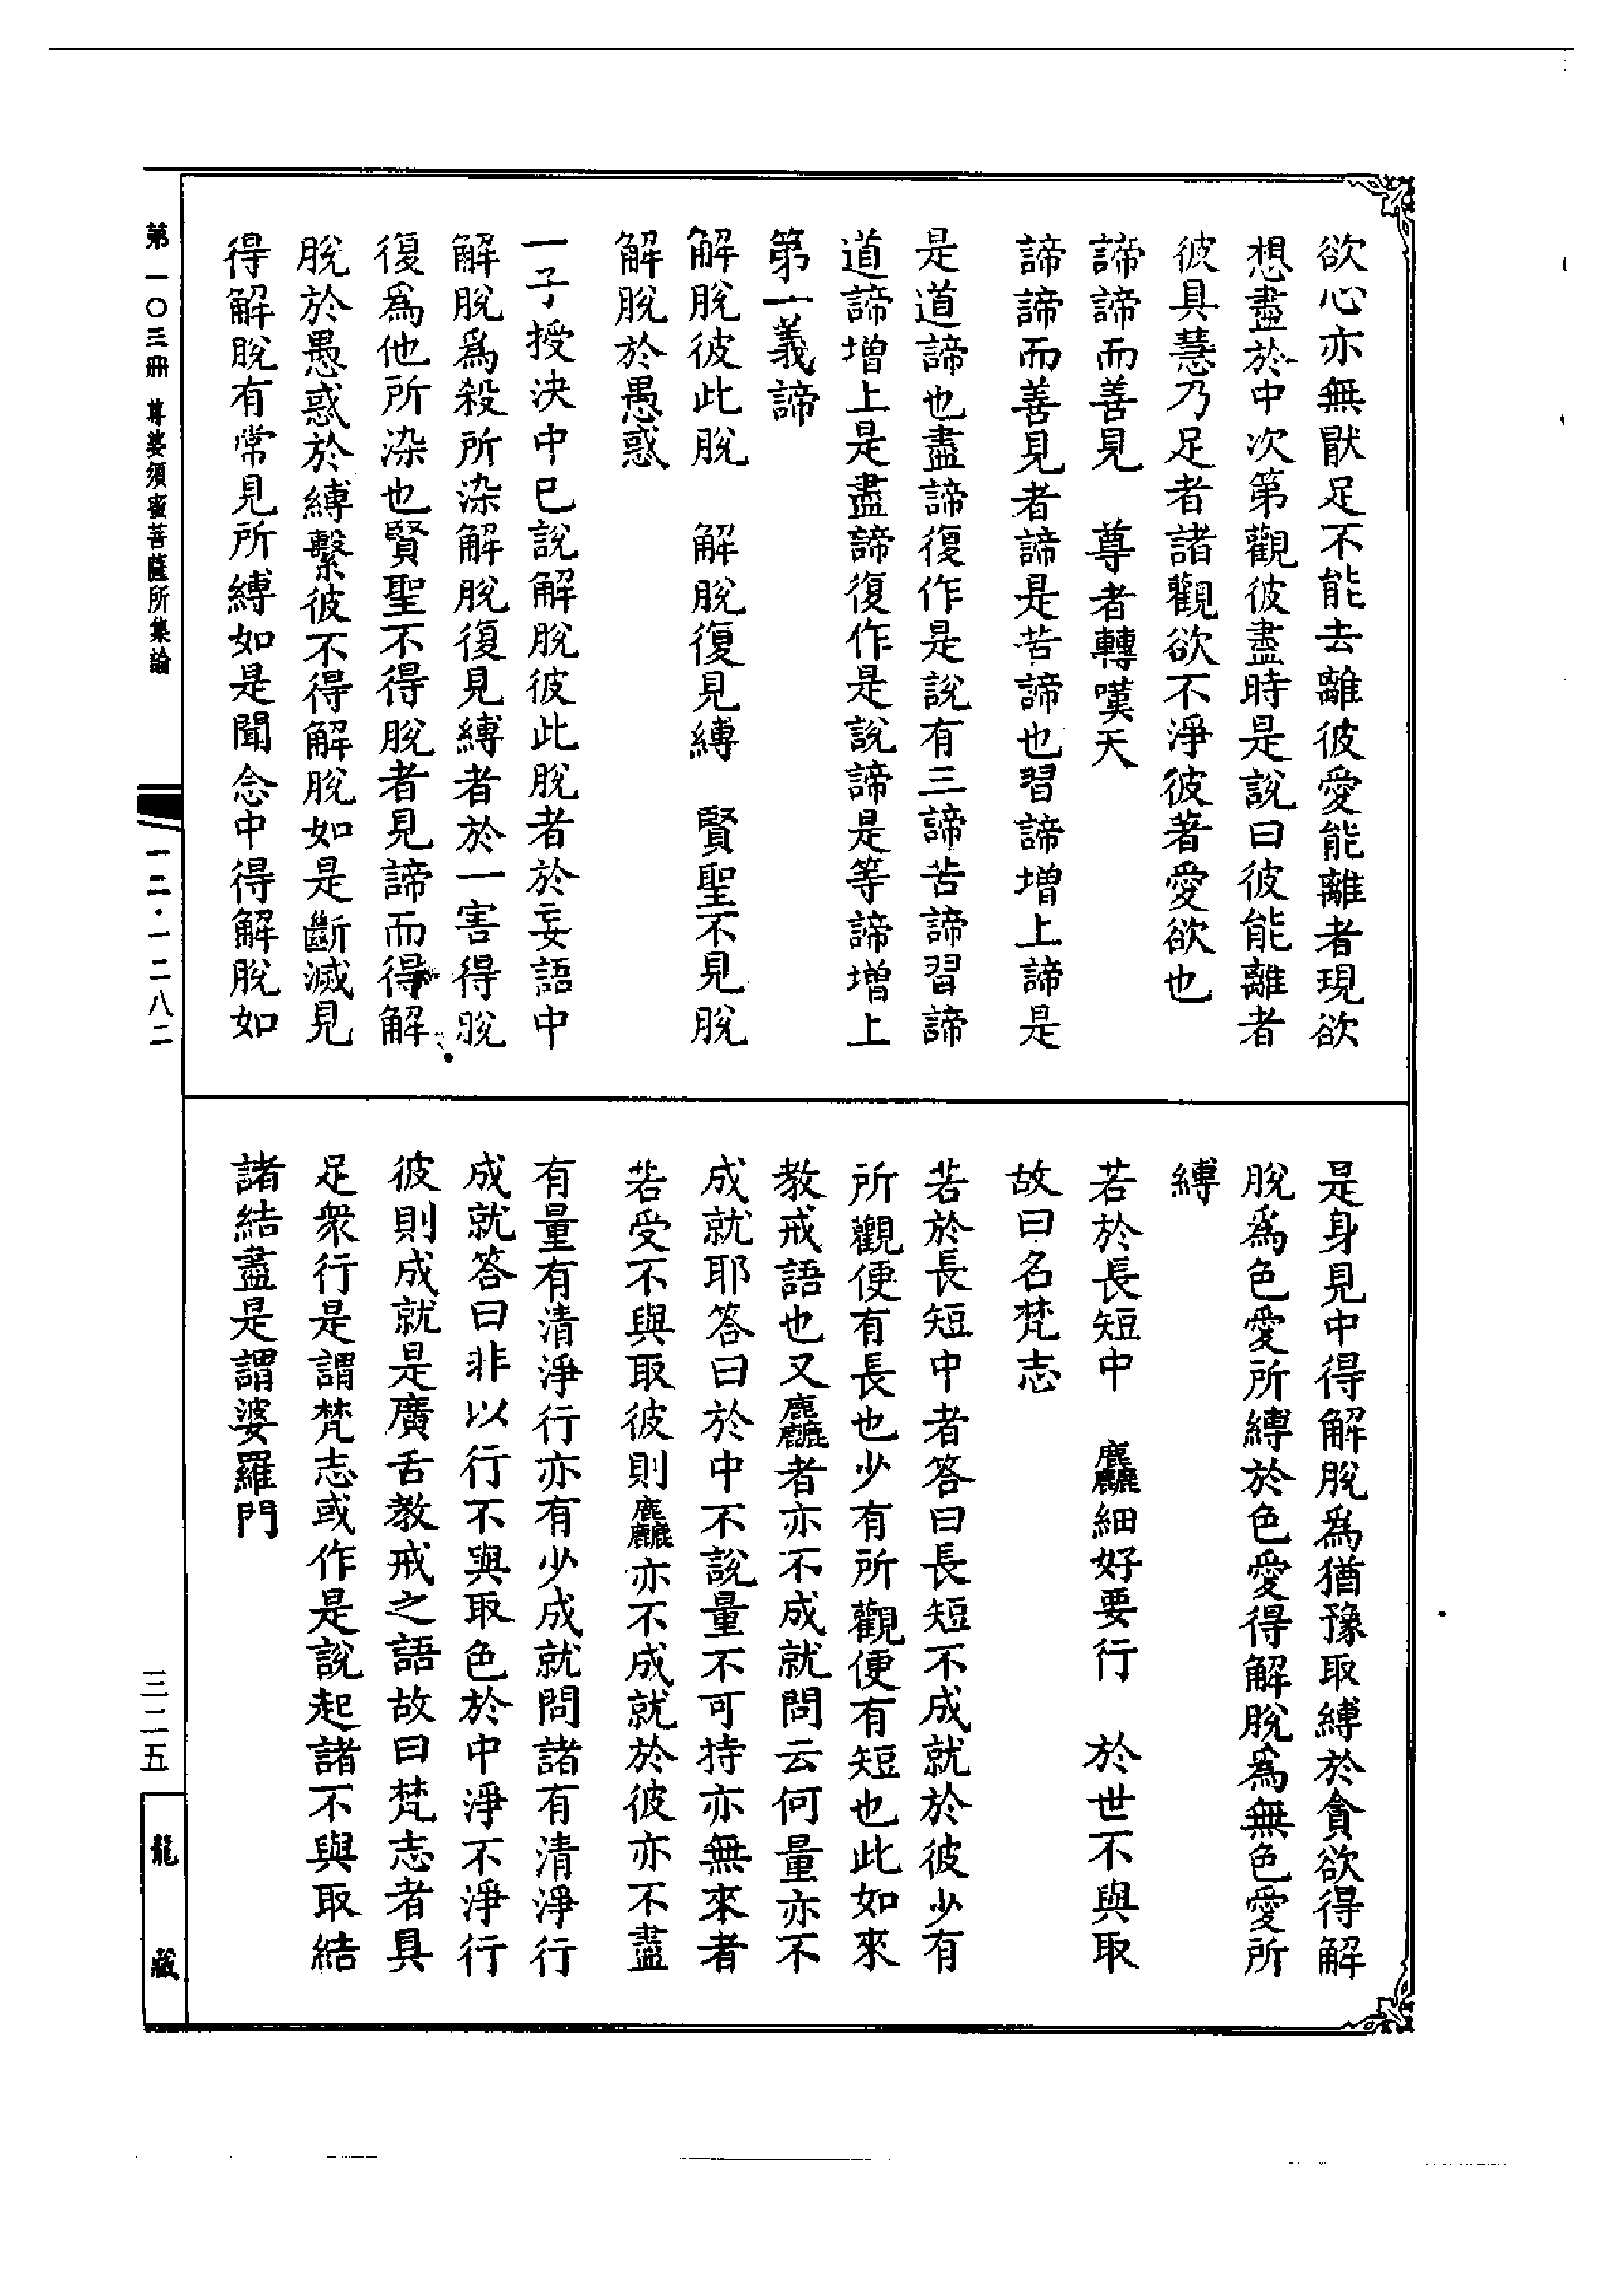 欲心亦無猒足不能去離彼愛能離者現欲
想盡於中次第觀彼盡時是說曰彼能離者
彼具慧乃足者諸觀欲不淨彼著愛欲也
諦諦而善見　尊者轉嘆天
諦諦而善見者諦是苦諦也習諦增上諦是
是道諦也盡諦復作是說有三諦苦諦習諦
道諦增上是盡諦復作是說諦是等諦增上
第一義諦
解脫彼此脫　解脫復見縛　賢聖不見脫
解脫於愚惑
一子授決中已說解脫彼此脫者於妄語中
解脫為殺所染解脫復見縛者於一害得脫
復為他所染也賢聖不得脫者見諦而得解
脫於愚惑於縛繫彼不得解脫如是斷滅見
得解脫有常見所縛如是聞念中得解脫如
是身見中得解脫為猶豫取縛於貪欲得解
脫為色愛所縛於色愛得解脫為無色愛所
縛
若於長短中　麤細好要行　於世不與取
故曰名梵志
若於長短中者答曰長短不成就於彼少有
所觀便有長也少有所觀便有短也此如來
教戒語也又麤者亦不成就問云何量亦不
成就耶答曰於中不說量不可持亦無來者
若受不與取彼則麤亦不成就於彼亦不盡
有量有清淨行亦有少成就問諸有清淨行
成就答曰非以行不與取色於中淨不淨行
彼則成就是廣舌教戒之語故曰梵志者具
足衆行是謂梵志或作是說起諸不與取結
諸結盡是謂婆羅門
第一〇三冊　尊婆須蜜菩薩所集論
一二·一二八二
三二五
龍藏